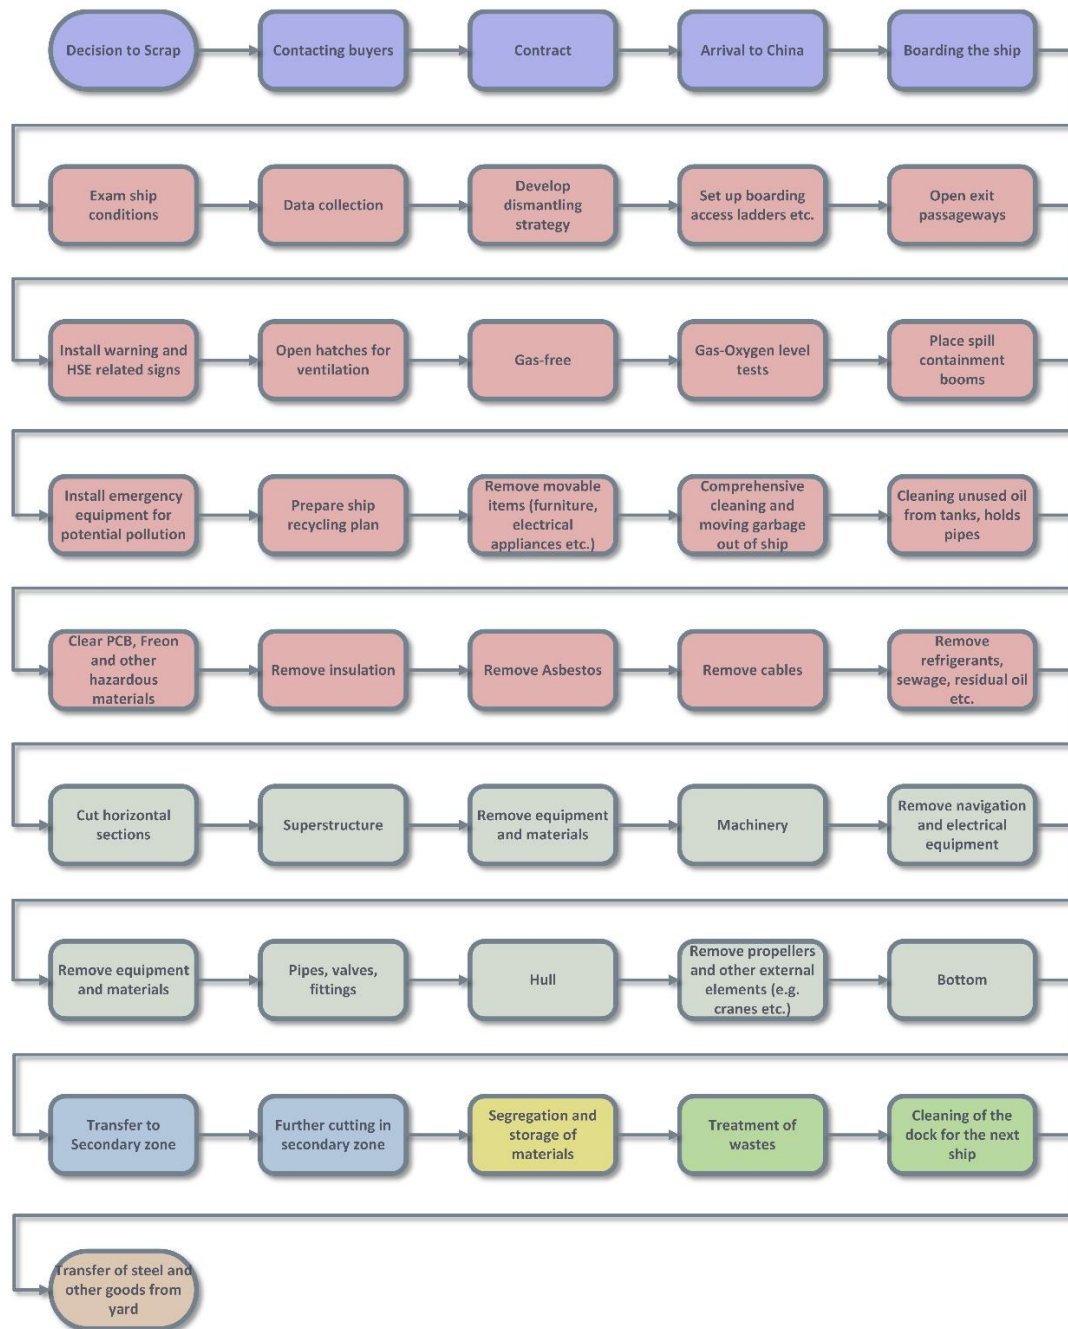 Decision to Scrap
Contacting buyers
Contract
Arrival to China
Boarding the ship
Exam ship
conditions
Data collection
Develop
dismantling
strategy
Set up boarding
access ladders etc.
Open exit
passageways
Install warning and
HSE related signs
Open hatches for
ventilation
Gas-free
Gas-Oxygen level
tests
Place spill
containment
booms
Install emergency
equipment for
potential pollution
Prepare ship
recycling plan
Remove movable
items (furniture,
electrical
appliances etc.)
Comprehensive
cleaning and
moving garbage
out of ship
Cleaning unused oil
from tanks, holds
pipes
Clear PCB, Freon
and other
hazardous
materials
Remove insulation
Remove Asbestos
Remove cables
Remove
refrigerants,
sewage, residual oil
etc.
Cut horizontal
sections
Superstructure
Remove equipment
and materials
Machinery
Remove navigation
and electrical
equipment
Remove equipment
and materials
Pipes, valves,
fittings
Hull
Remove propellers
and other external
elements (e.g.
cranes etc.)
Bottom
Transfer to
Secondary zone
Further cutting in
secondary zone
Segregation and
storage of
materials
Treatment of
wastes
Cleaning of the
dock for the next
ship
Transfer of steel and
other goods from
yard